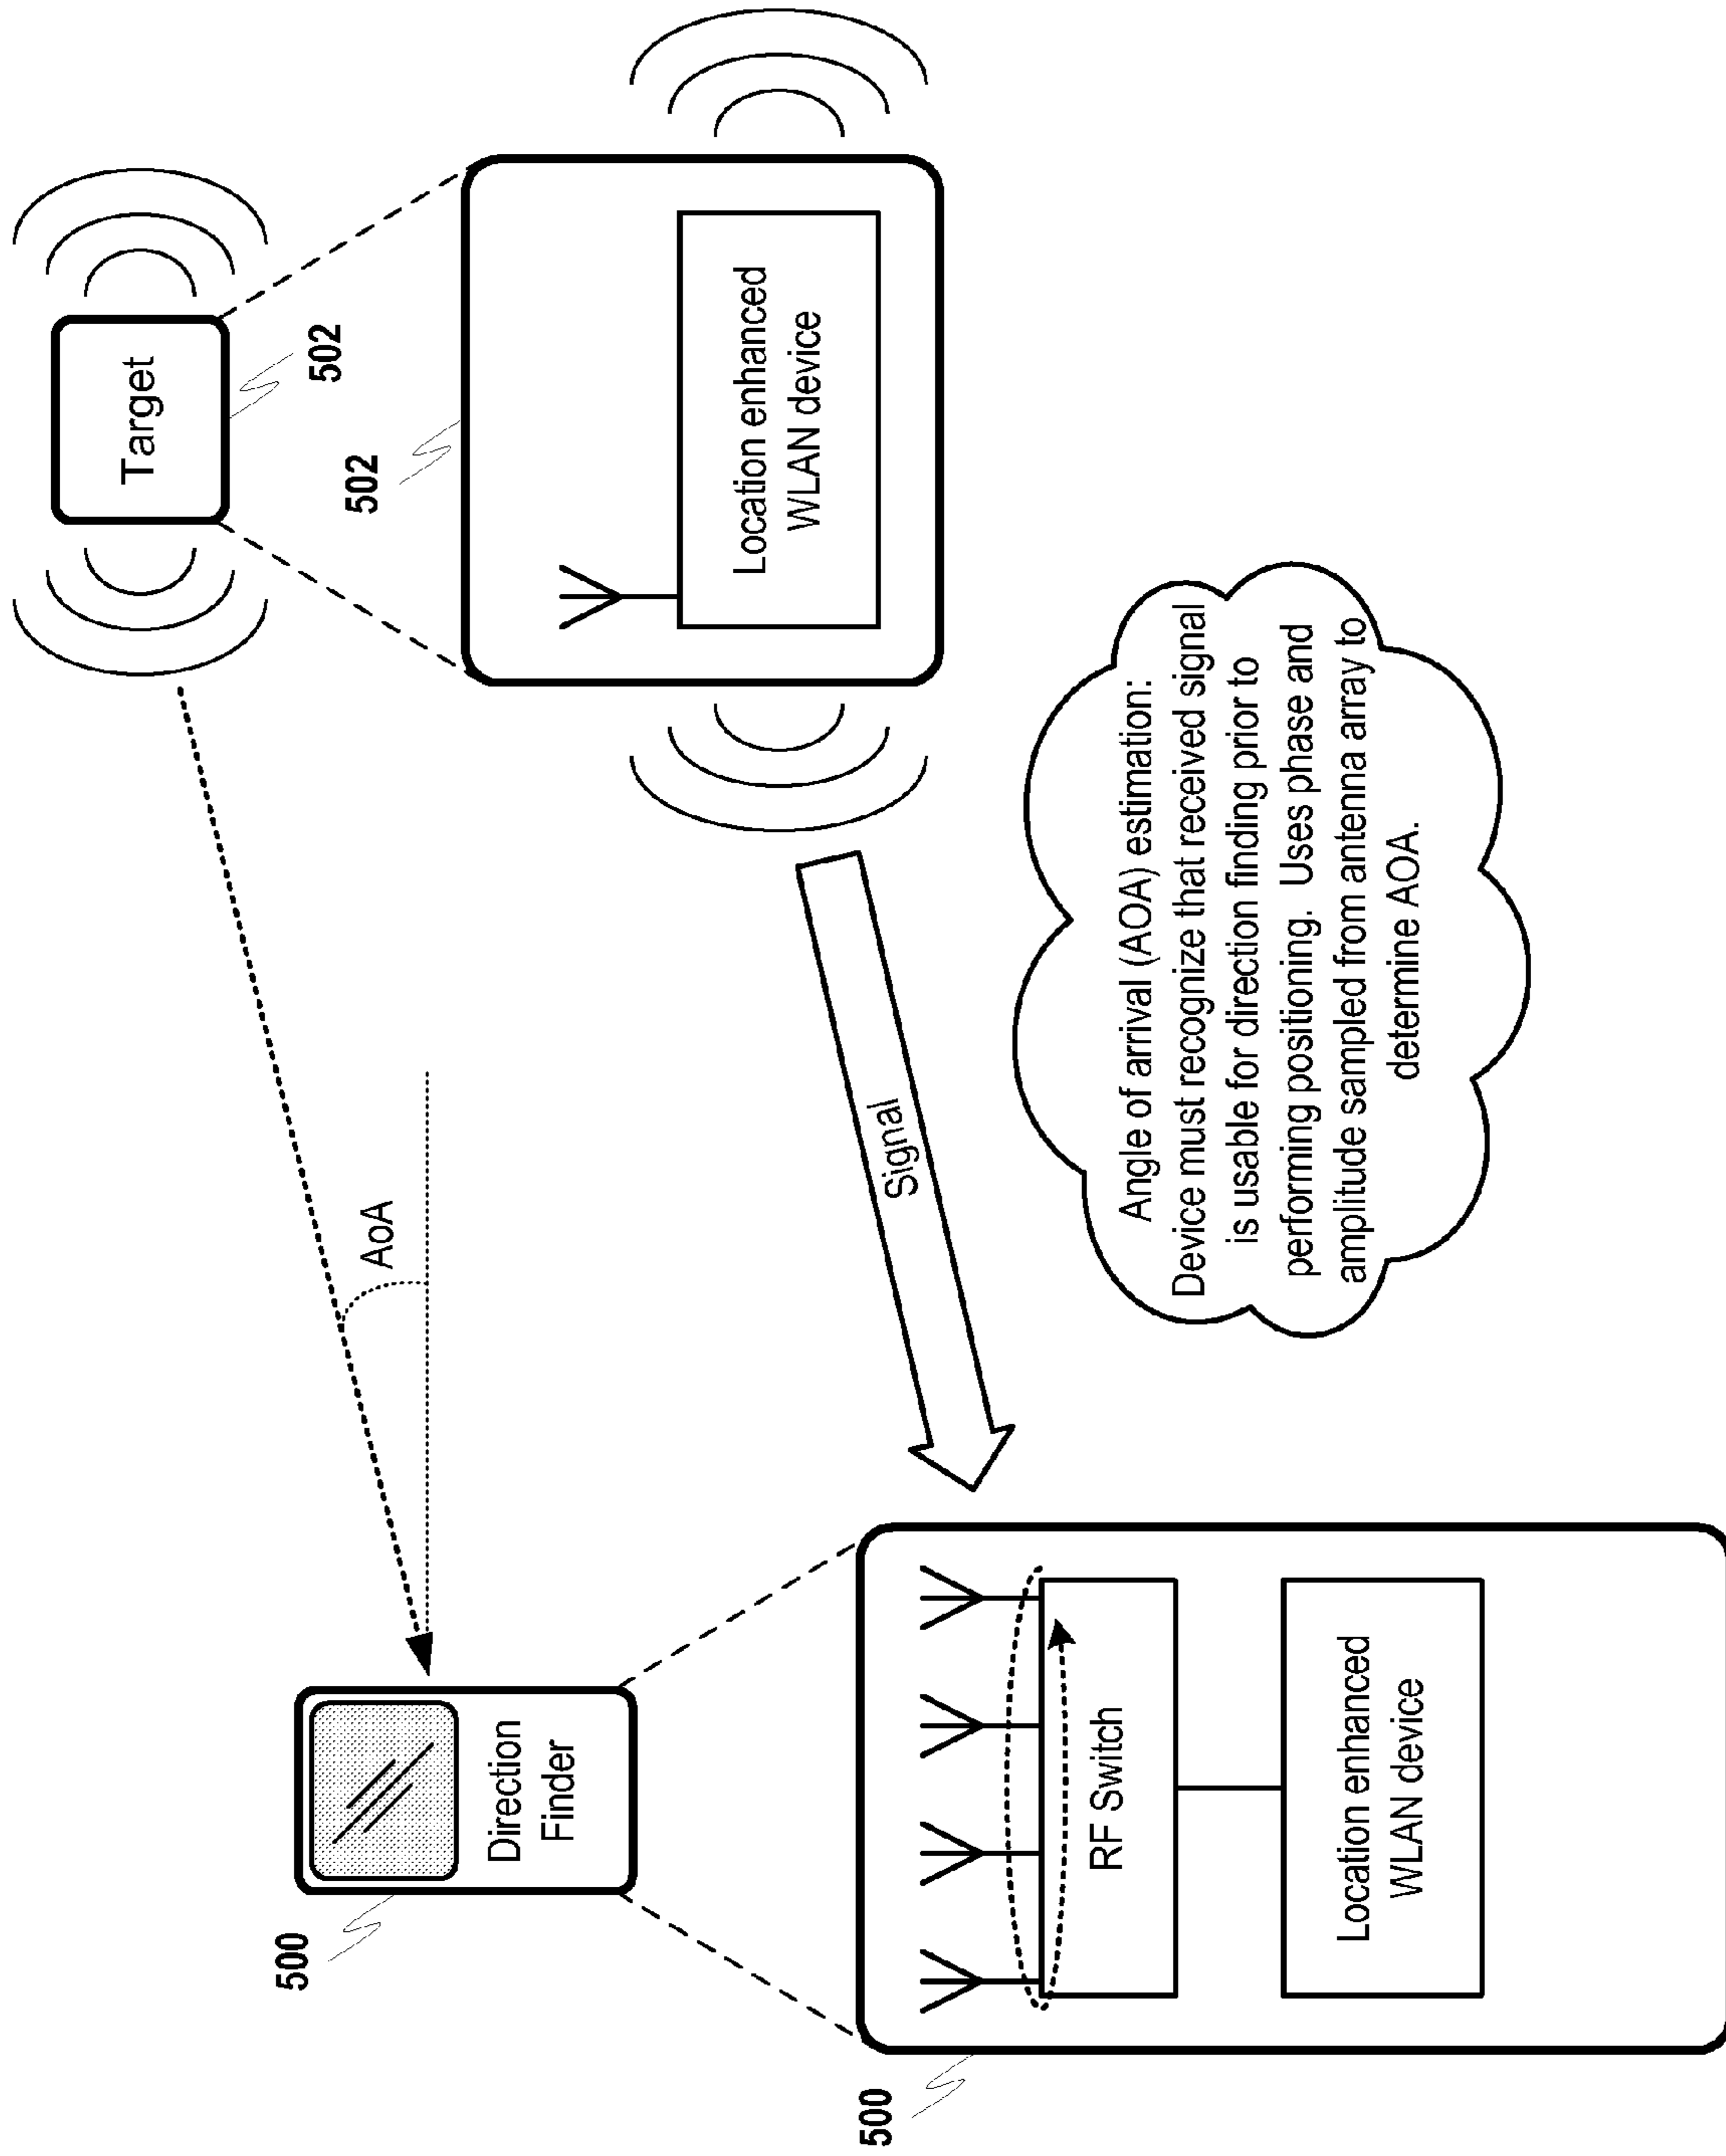 500
Direction
Finder
AoA
Target
502
502
Location enhanced
WLAN device
Signal
500
RF Switch
Location enhanced
WLAN device
Angle of arrival (AOA) estimation:
Device must recognize that received signal
is usable for direction finding prior to
performing positioning. Uses phase and
amplitude sampled from antenna array to
determine AOA.